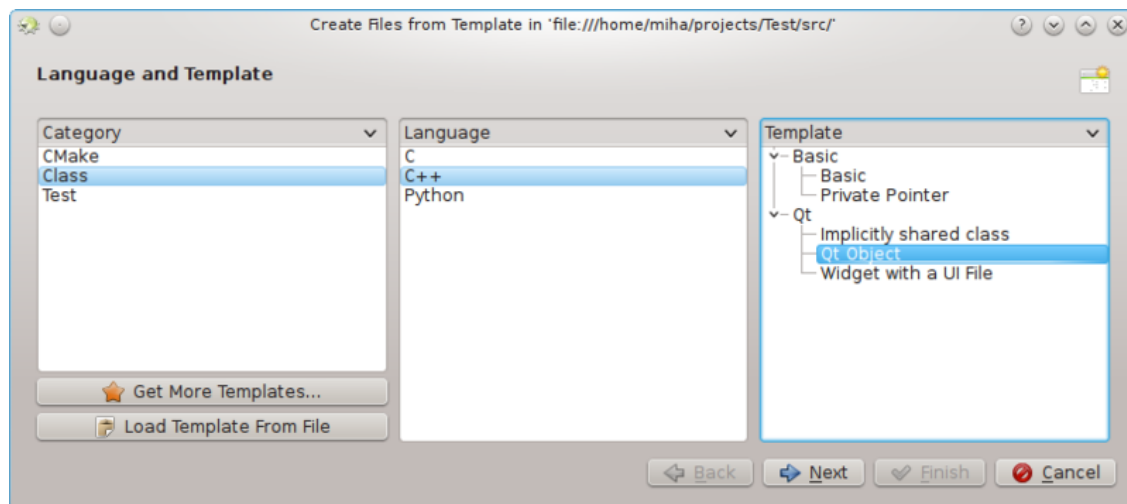 Create Files from Template in 'file:///home/miha/projects/Test/src/'
Language and Template
Category
CMake
Class
Test
Get More Templates...
Load Template From File
Language
C
C++
Python
Template
Basic
Basic
Private Pointer
Qt
Implicitly shared class
Qt Object
Widget with a UI File
Back
Next
Finish
Cancel